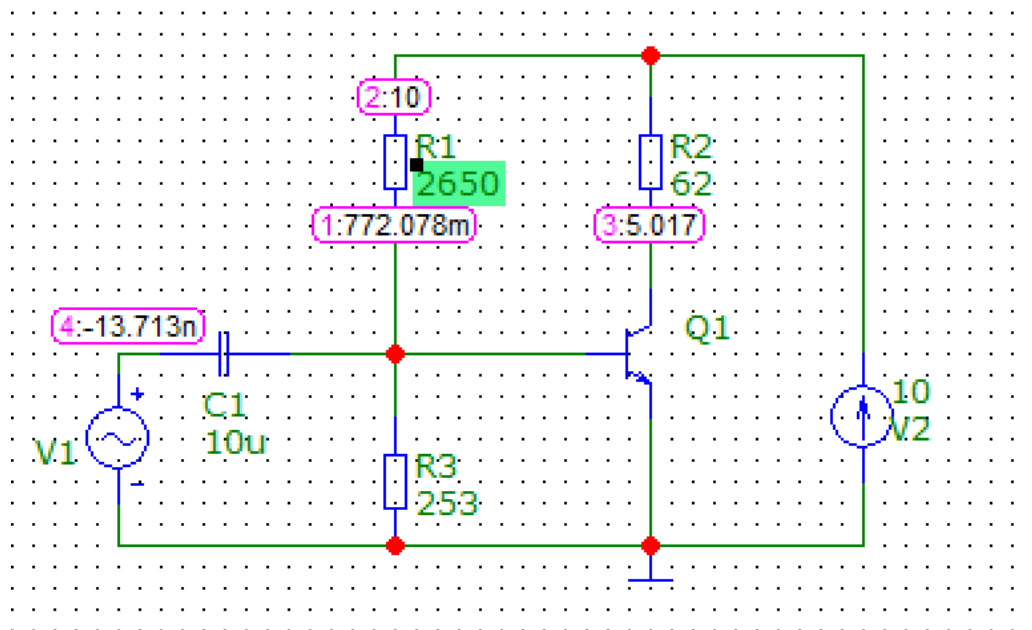 2:10
R1
2650
R2
62
1:772.078m
3:5.017
4:-13.713n
Q1
+
C1
10u
V1
-
10
V2
R3
253